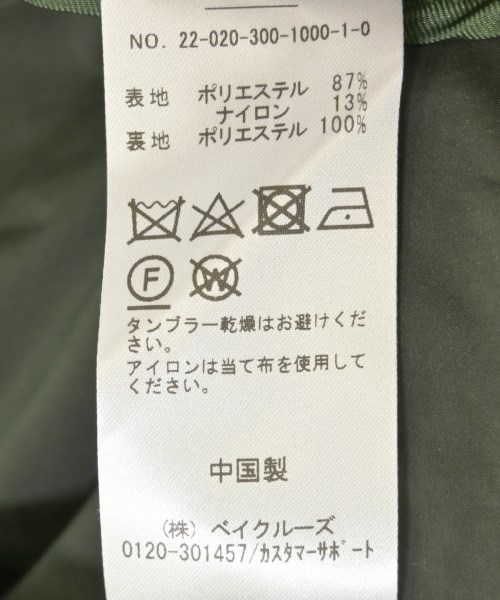 NO. 22-020-300-1000-1-0
表地 ポリエステル 87%
ナイロン 13%
裏地 ポリエステル 100%
F W
タンブラー乾燥はお避けくだ
さい。
アイロンは当て布を使用して
ください。
中国製
(株) ベイクルーズ
0120-301457/カスタマーサポート